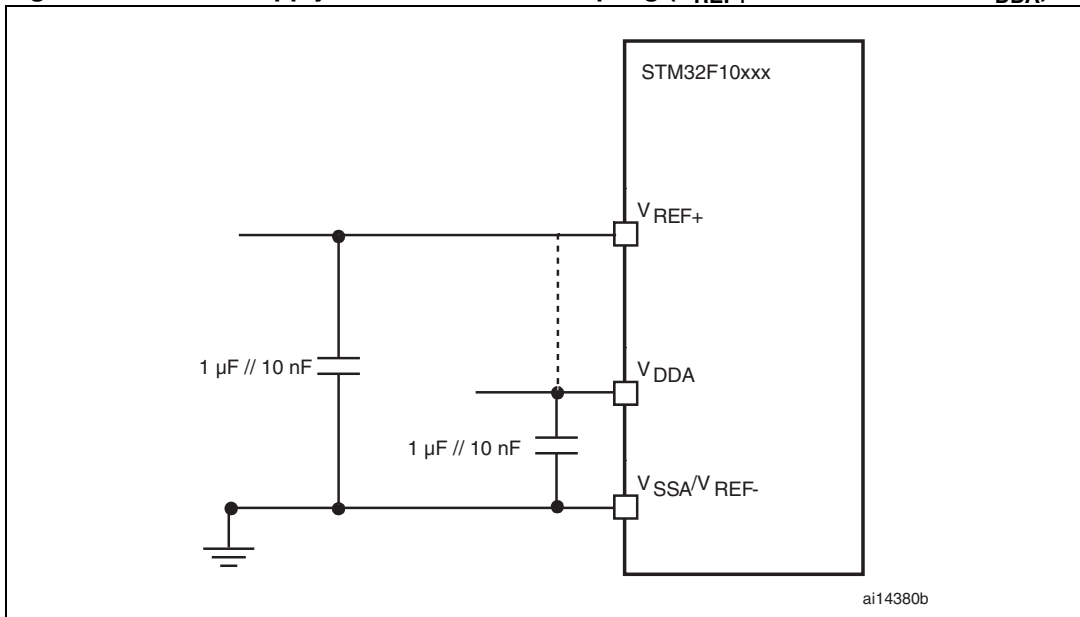 STM32F10xxx
VREF+
1 µF // 10 nF
VDDA
1 µF // 10 nF
VSSA/VREF-
ai14380b